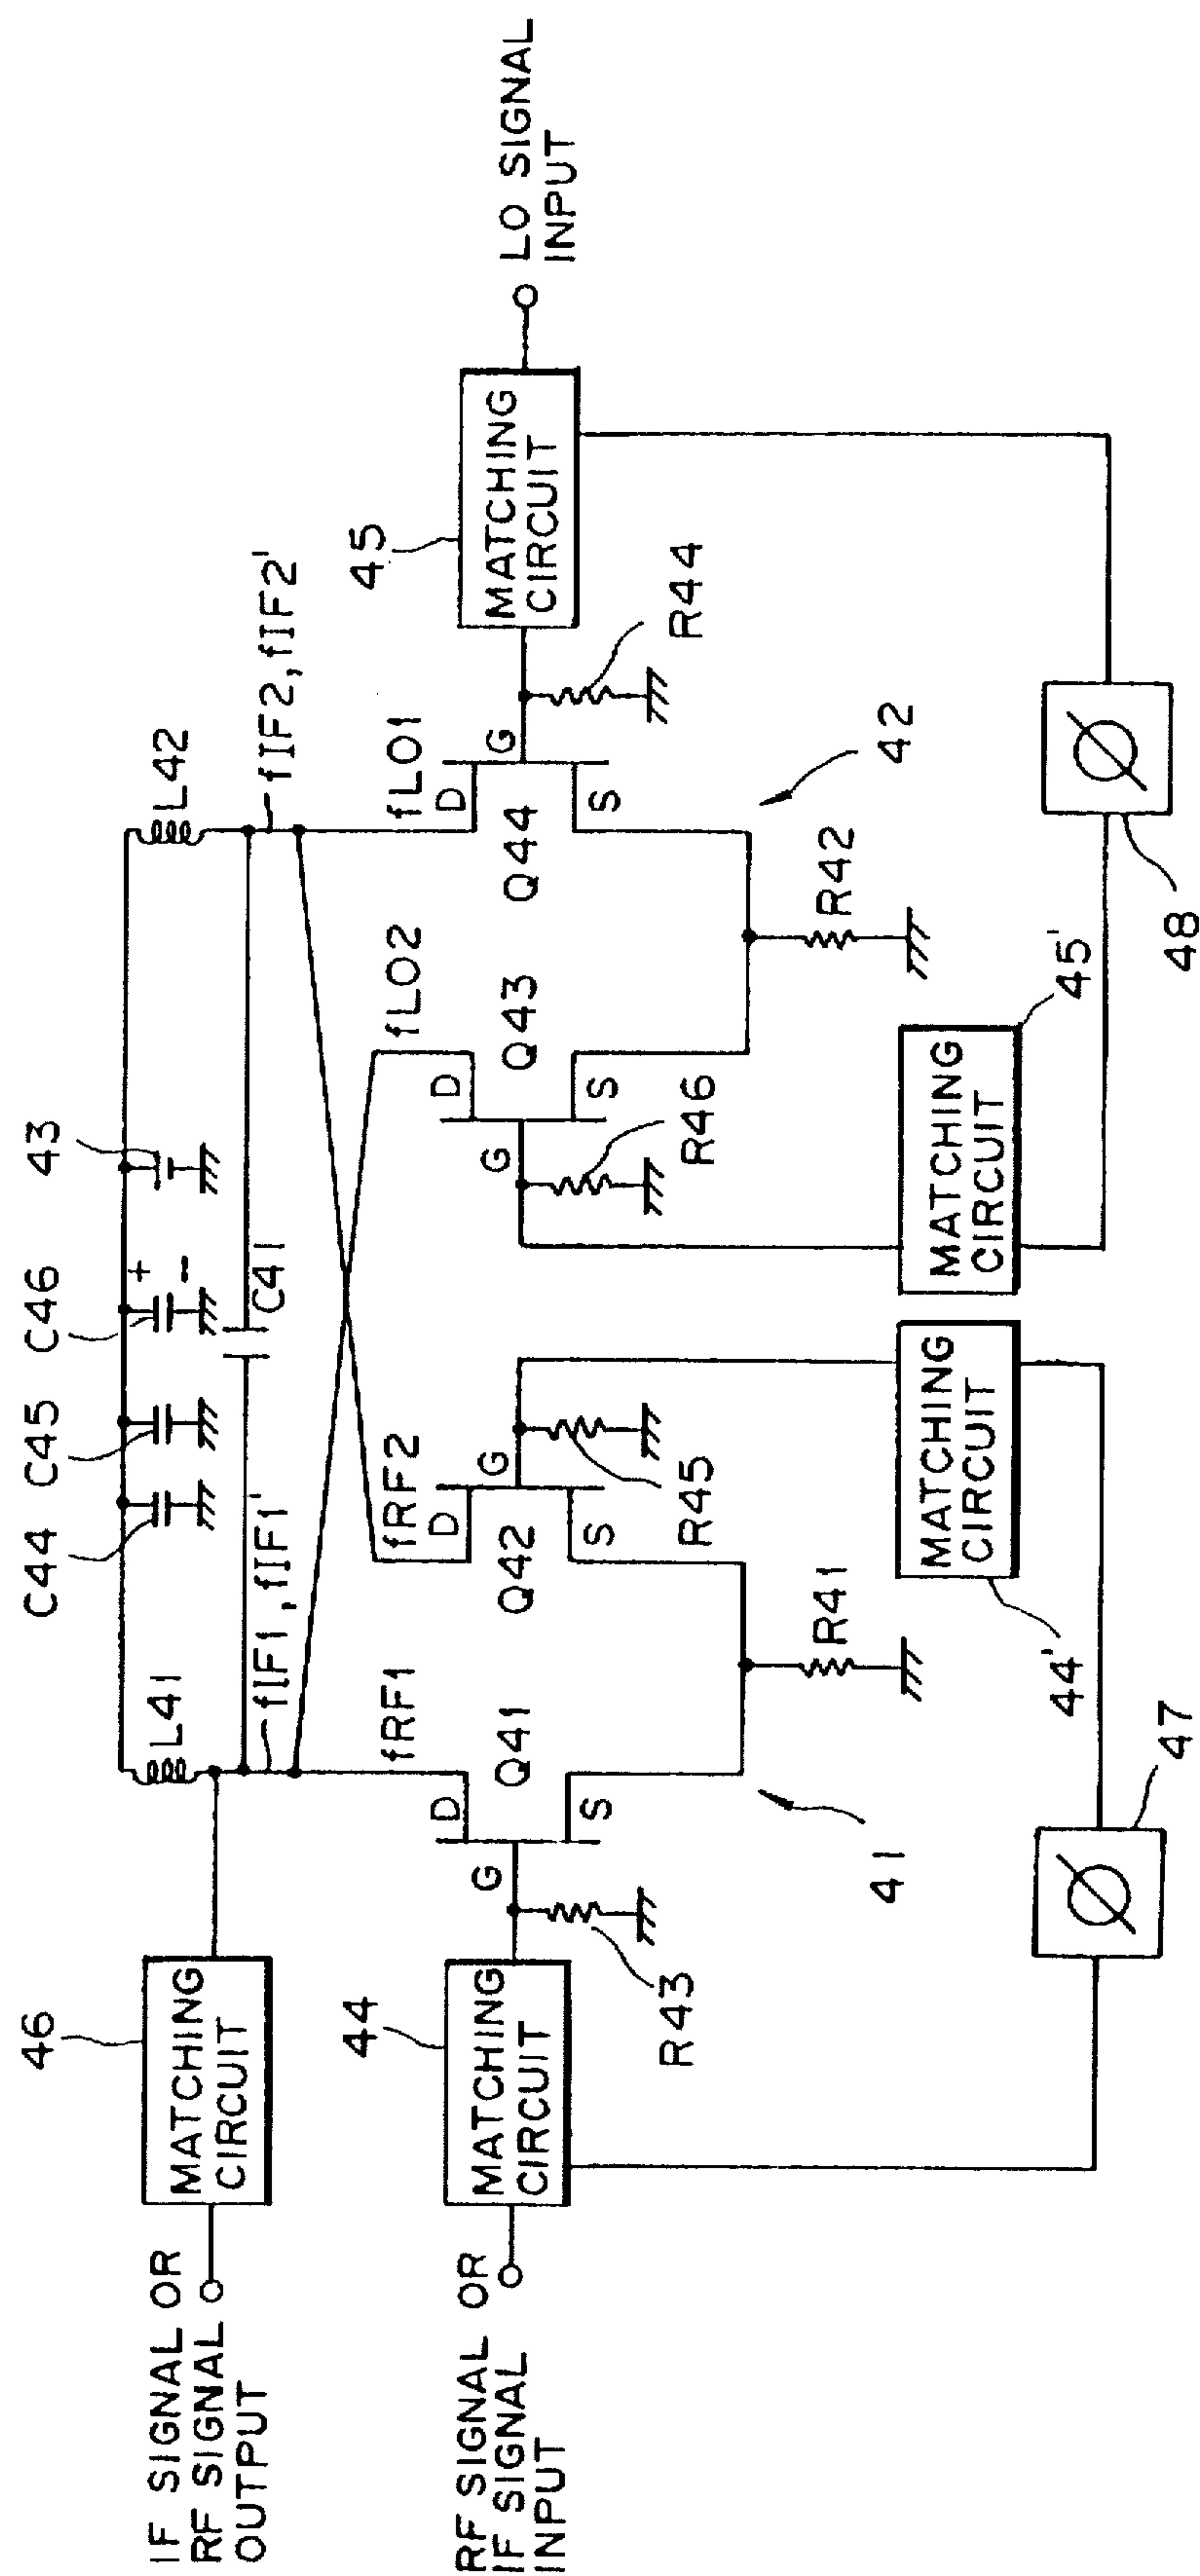 IF SIGNAL OR
RF SIGNAL
OUTPUT
46
MATCHING
CIRCUIT
L41
fIF1, fIF1'
C44
C45
C46
+
-
43
C41
L42
fIF2, fIF2'
RF SIGNAL OR
IF SIGNAL
INPUT
44
MATCHING
CIRCUIT
R43
G
D
S
Q41
fRF1
fRF2
D
G
S
Q42
R45
R41
41
fLO2
D
G
S
Q43
R46
fLO1
D
G
S
Q44
R44
R42
42
45
MATCHING
CIRCUIT
LO SIGNAL
INPUT
MATCHING
CIRCUIT
44'
MATCHING
CIRCUIT
45'
47
48